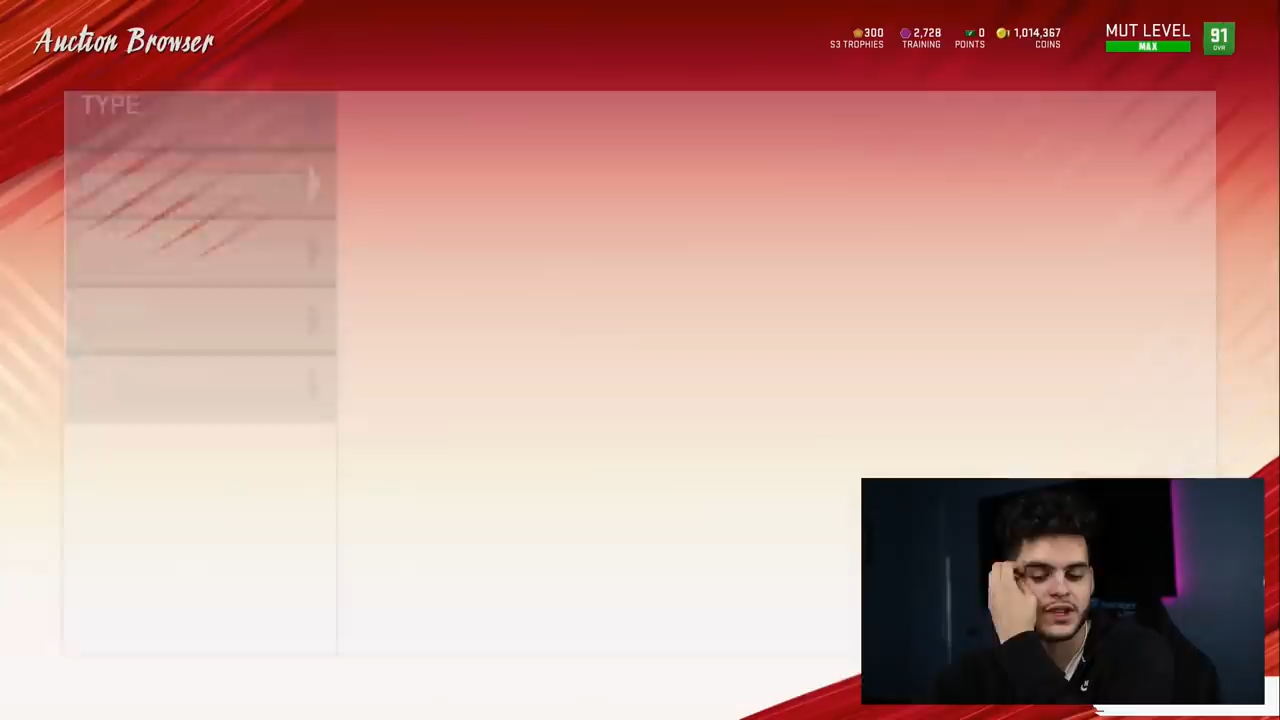 Auction Browser
300
S3 TROPHIES
2,728
TRAINING
0
POINTS
1,014,367
COINS
MUT LEVEL
MAX
91
OVR
TYPE